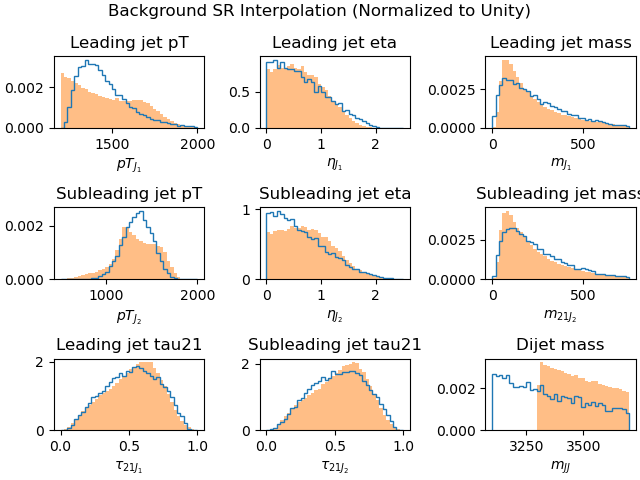 Background SR Interpolation (Normalized to Unity)
Leading jet pT Leading jet eta Leading jet mass
0.002 0.5 0.0025
0.000 0.0 0.0000
1500 2000 0 1 2 0 500
pT_{J_1} η_{J_1} m_{J_1}
Subleading jet pT Subleading jet eta Subleading jet mass
0.002 1 0.0025
0.000 0 0.0000
1000 2000 0 1 2 0 500
pT_{J_2} η_{J_2} m_{21J_2}
Leading jet tau21 Subleading jet tau21 Dijet mass
2 2 0.002
0 0 0.000
0.0 0.5 1.0 0.0 0.5 1.0 3250 3500
τ_{21J_1} τ_{21J_2} m_{JJ}